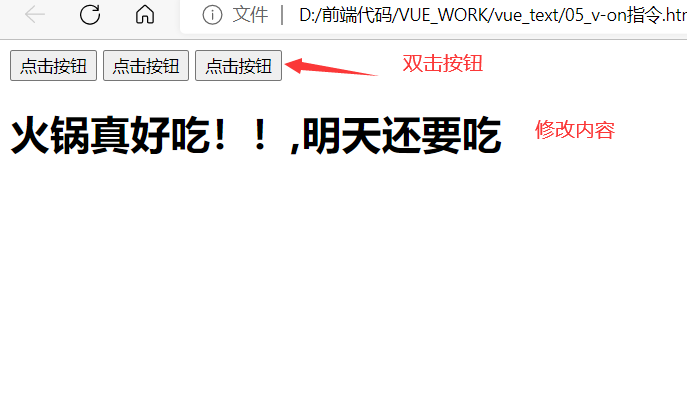 文件 D:/前端代码/VUE_WORK/vue_text/05_v-on指令.htm
点击按钮 点击按钮 点击按钮 双击按钮
火锅真好吃！！,明天还要吃 修改内容